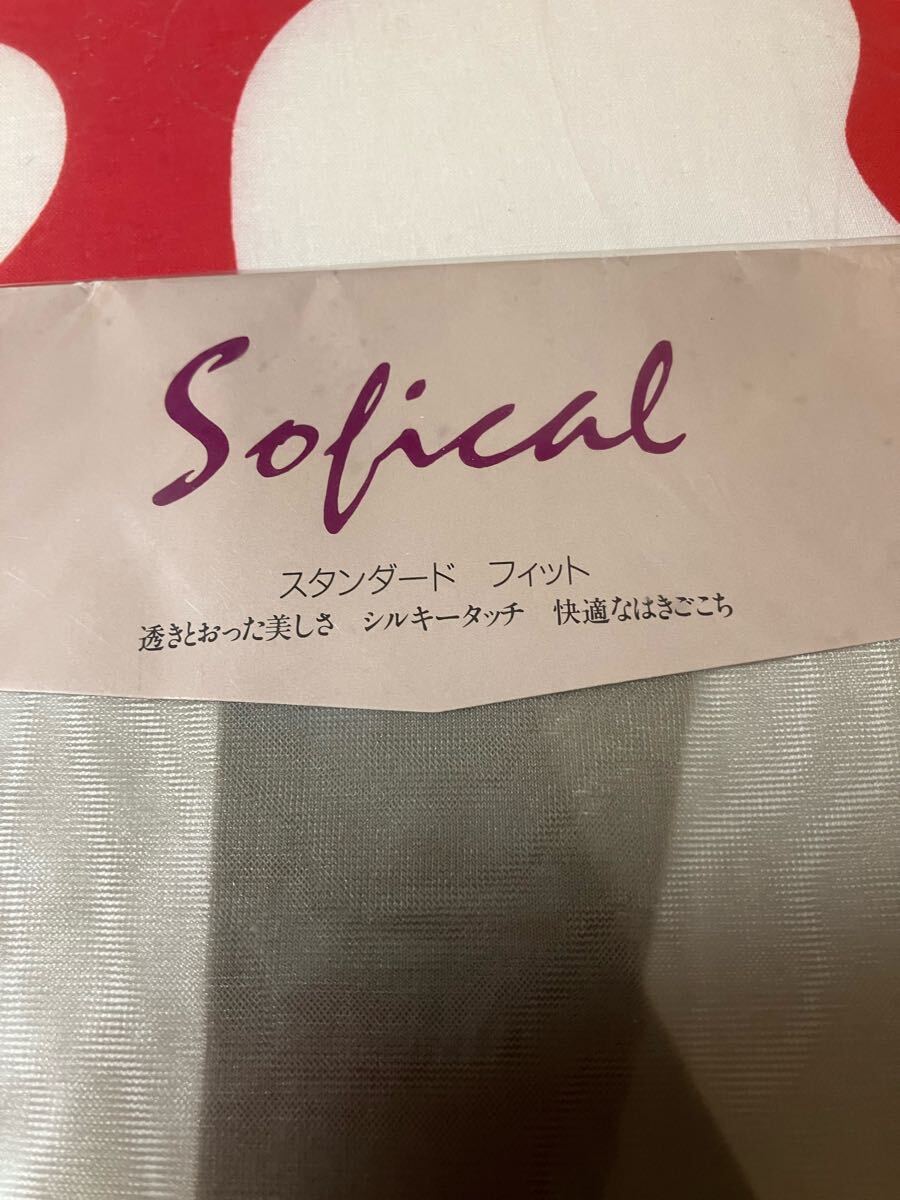 Sofical
スタンダード フィット
透きとおった美しさ シルキータッチ 快適なはきごこち